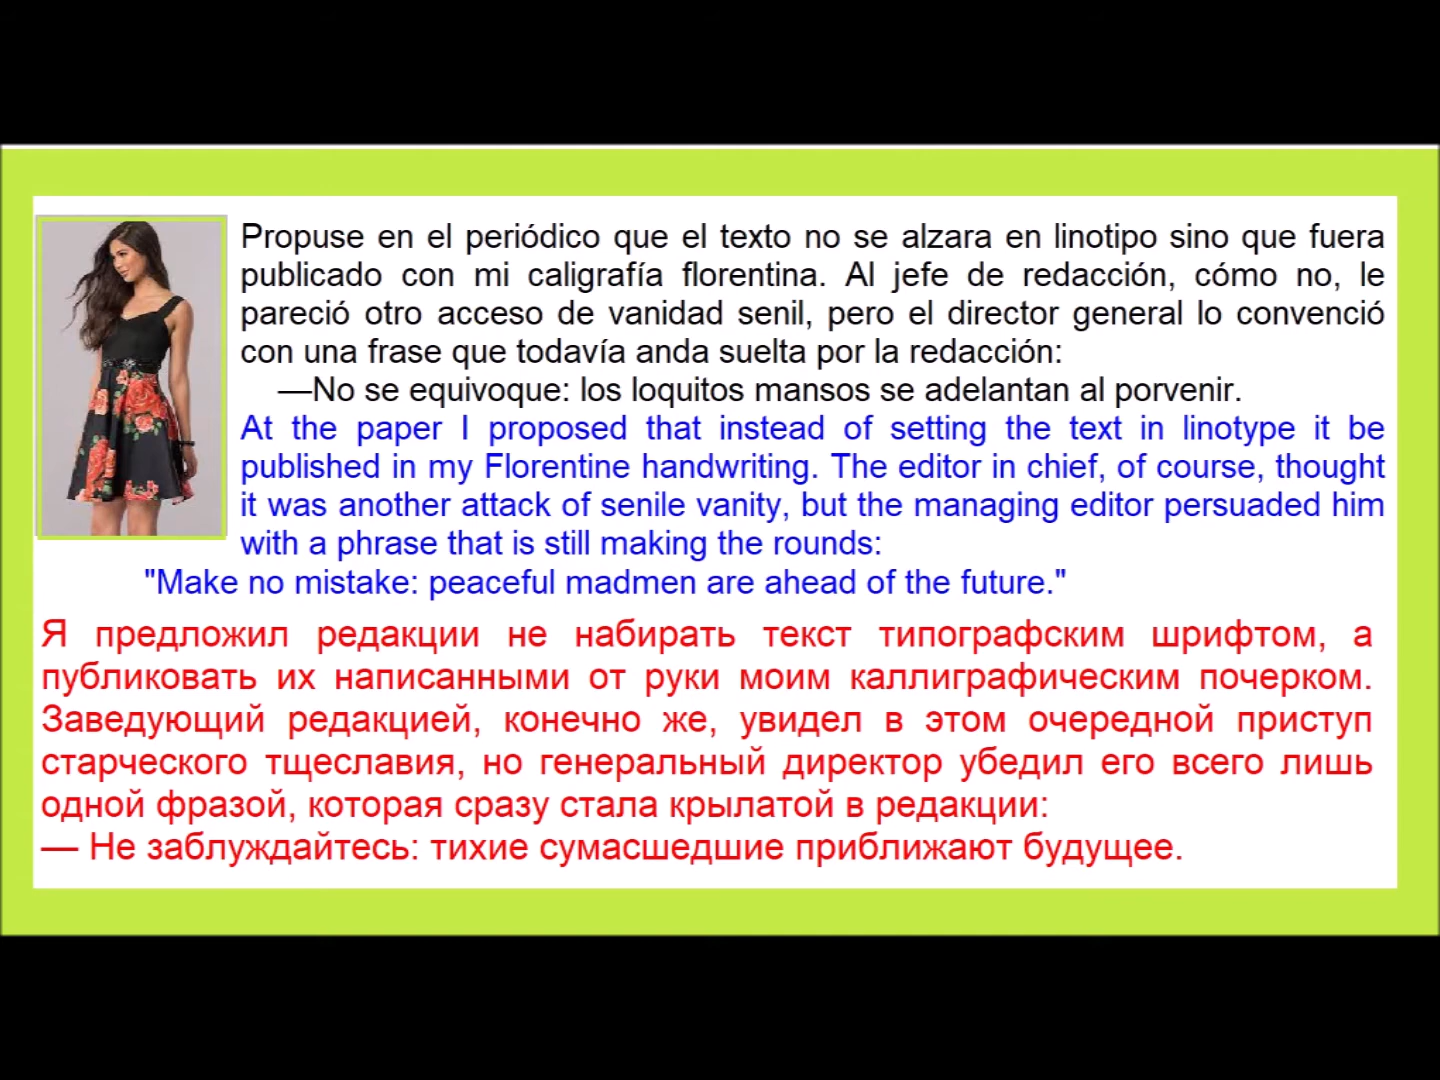 Propuse en el periódico que el texto no se alzara en linotipo sino que fuera
publicado con mi caligrafía florentina. Al jefe de redacción, cómo no, le
pareció otro acceso de vanidad senil, pero el director general lo convenció
con una frase que todavía anda suelta por la redacción:
—No se equivoque: los loquitos mansos se adelantan al porvenir.
At the paper I proposed that instead of setting the text in linotype it be
published in my Florentine handwriting. The editor in chief, of course, thought
it was another attack of senile vanity, but the managing editor persuaded him
with a phrase that is still making the rounds:
"Make no mistake: peaceful madmen are ahead of the future."
Я предложил редакции не набирать текст типографским шрифтом, а
публиковать их написанными от руки моим каллиграфическим почерком.
Заведующий редакцией, конечно же, увидел в этом очередной приступ
старческого тщеславия, но генеральный директор убедил его всего лишь
одной фразой, которая сразу стала крылатой в редакции:
— Не заблуждайтесь: тихие сумасшедшие приближают будущее.